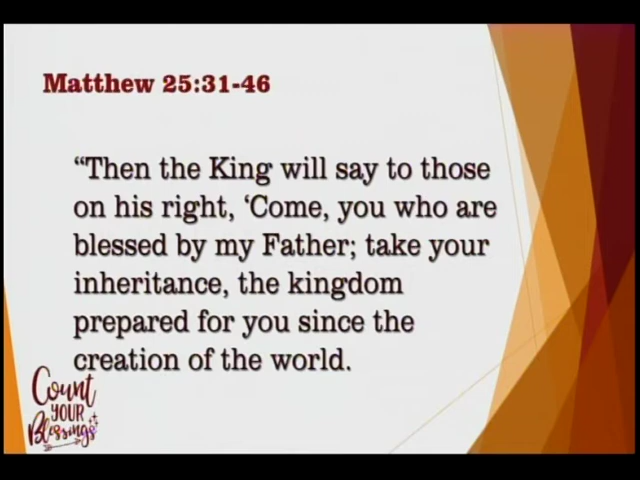 Matthew 25:31-46
“Then the King will say to those
on his right, ‘Come, you who are
blessed by my Father; take your
inheritance, the kingdom
prepared for you since the
creation of the world.
Count
YOUR
Blessings